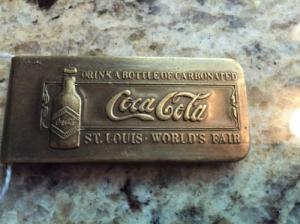 DRINK A BOTTLE OF CARBONATED
Coca-Cola
ST. LOUIS · WORLD'S FAIR